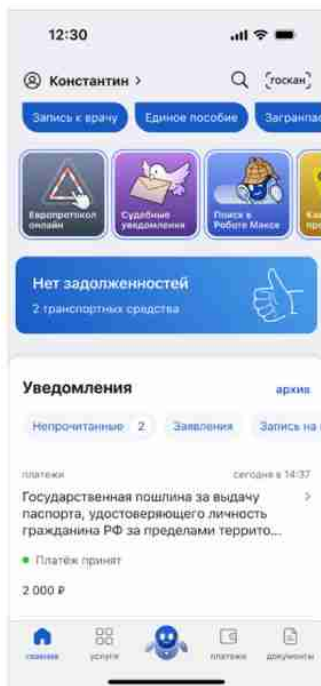 12:30
Константин >
госкан
Запись к врачу
Единое пособие
Загранпас
Европротокол
онлайн
Судебные
уведомления
Поиск в
Роботе Максе
Нет задолженностей
2 транспортных средства
Уведомления
архив
Непрочитанные 2
Заявления
Запись на
платежи
сегодня в 14:37
Государственная пошлина за выдачу
паспорта, удостоверяющего личность
гражданина РФ за пределами террито...
Платёж принят
2 000 ₽
главная
услуги
платежи
документы